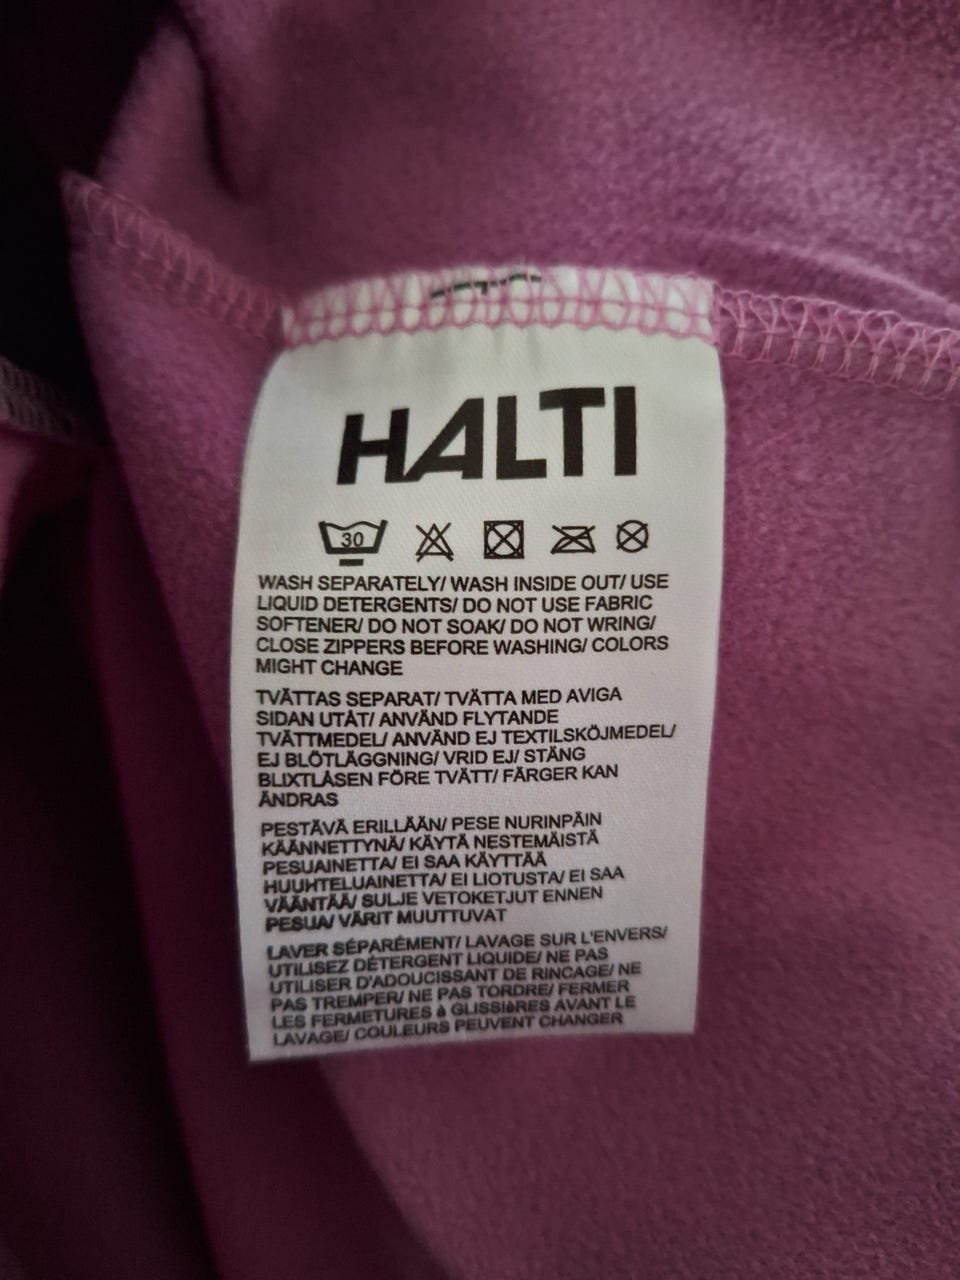 HALTI
30
WASH SEPARATELY/ WASH INSIDE OUT/ USE
LIQUID DETERGENTS/ DO NOT USE FABRIC
SOFTENER/ DO NOT SOAK/ DO NOT WRING/
CLOSE ZIPPERS BEFORE WASHING/ COLORS
MIGHT CHANGE
TVÄTTAS SEPARAT/ TVÄTTA MED AVIGA
SIDAN UTÅT/ ANVÄND FLYTANDE
TVÄTTMEDEL/ ANVÄND EJ TEXTILSKÖJMEDEL/
EJ BLÖTLÄGGNING/ VRID EJ/ STÄNG
BLIXTLÅSEN FÖRE TVÄTT/ FÄRGER KAN
ÄNDRAS
PESTÄVÄ ERILLÄÄN/ PESE NURINPÄIN
KÄÄNNETTYNÄ/ KÄYTÄ NESTEMÄISTÄ
PESUAINETTA/ EI SAA KÄYTTÄÄ
HUUHTELUAINETTA/ EI LIOTUSTA/ EI SAA
VÄÄNTÄÄ/ SULJE VETOKETJUT ENNEN
PESUA/ VÄRIT MUUTTUVAT
LAVER SÉPARÉMENT/ LAVAGE SUR L'ENVERS/
UTILISEZ DÉTERGENT LIQUIDE/ NE PAS
UTILISER D'ADOUCISSANT DE RINCAGE/ NE
PAS TREMPER/ NE PAS TORDRE/ FERMER
LES FERMETURES à GLISSIèRES AVANT LE
LAVAGE/ COULEURS PEUVENT CHANGER